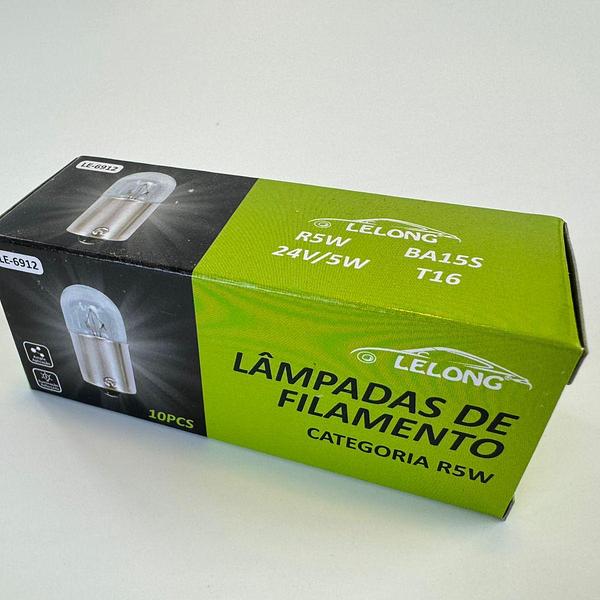 LE-6912
LELONG
R5W BA15S
24V/5W T16
LE-6912
10PCS
LELONG
LÂMPADAS DE
FILAMENTO
CATEGORIA R5W